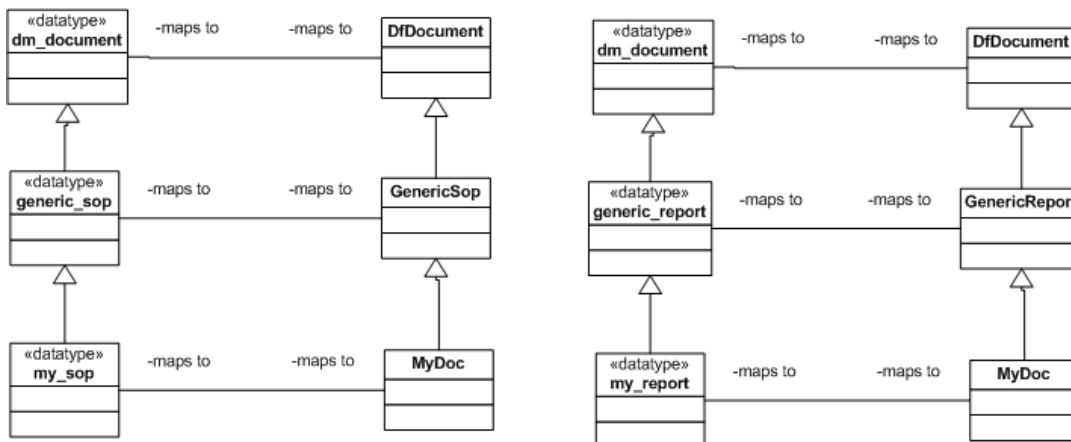 «datatype»
dm_document
-maps to
-maps to
DfDocument
«datatype»
generic_sop
-maps to
-maps to
GenericSop
«datatype»
my_sop
-maps to
-maps to
MyDoc
«datatype»
dm_document
-maps to
-maps to
DfDocument
«datatype»
generic_report
-maps to
-maps to
GenericRepor
«datatype»
my_report
-maps to
-maps to
MyDoc